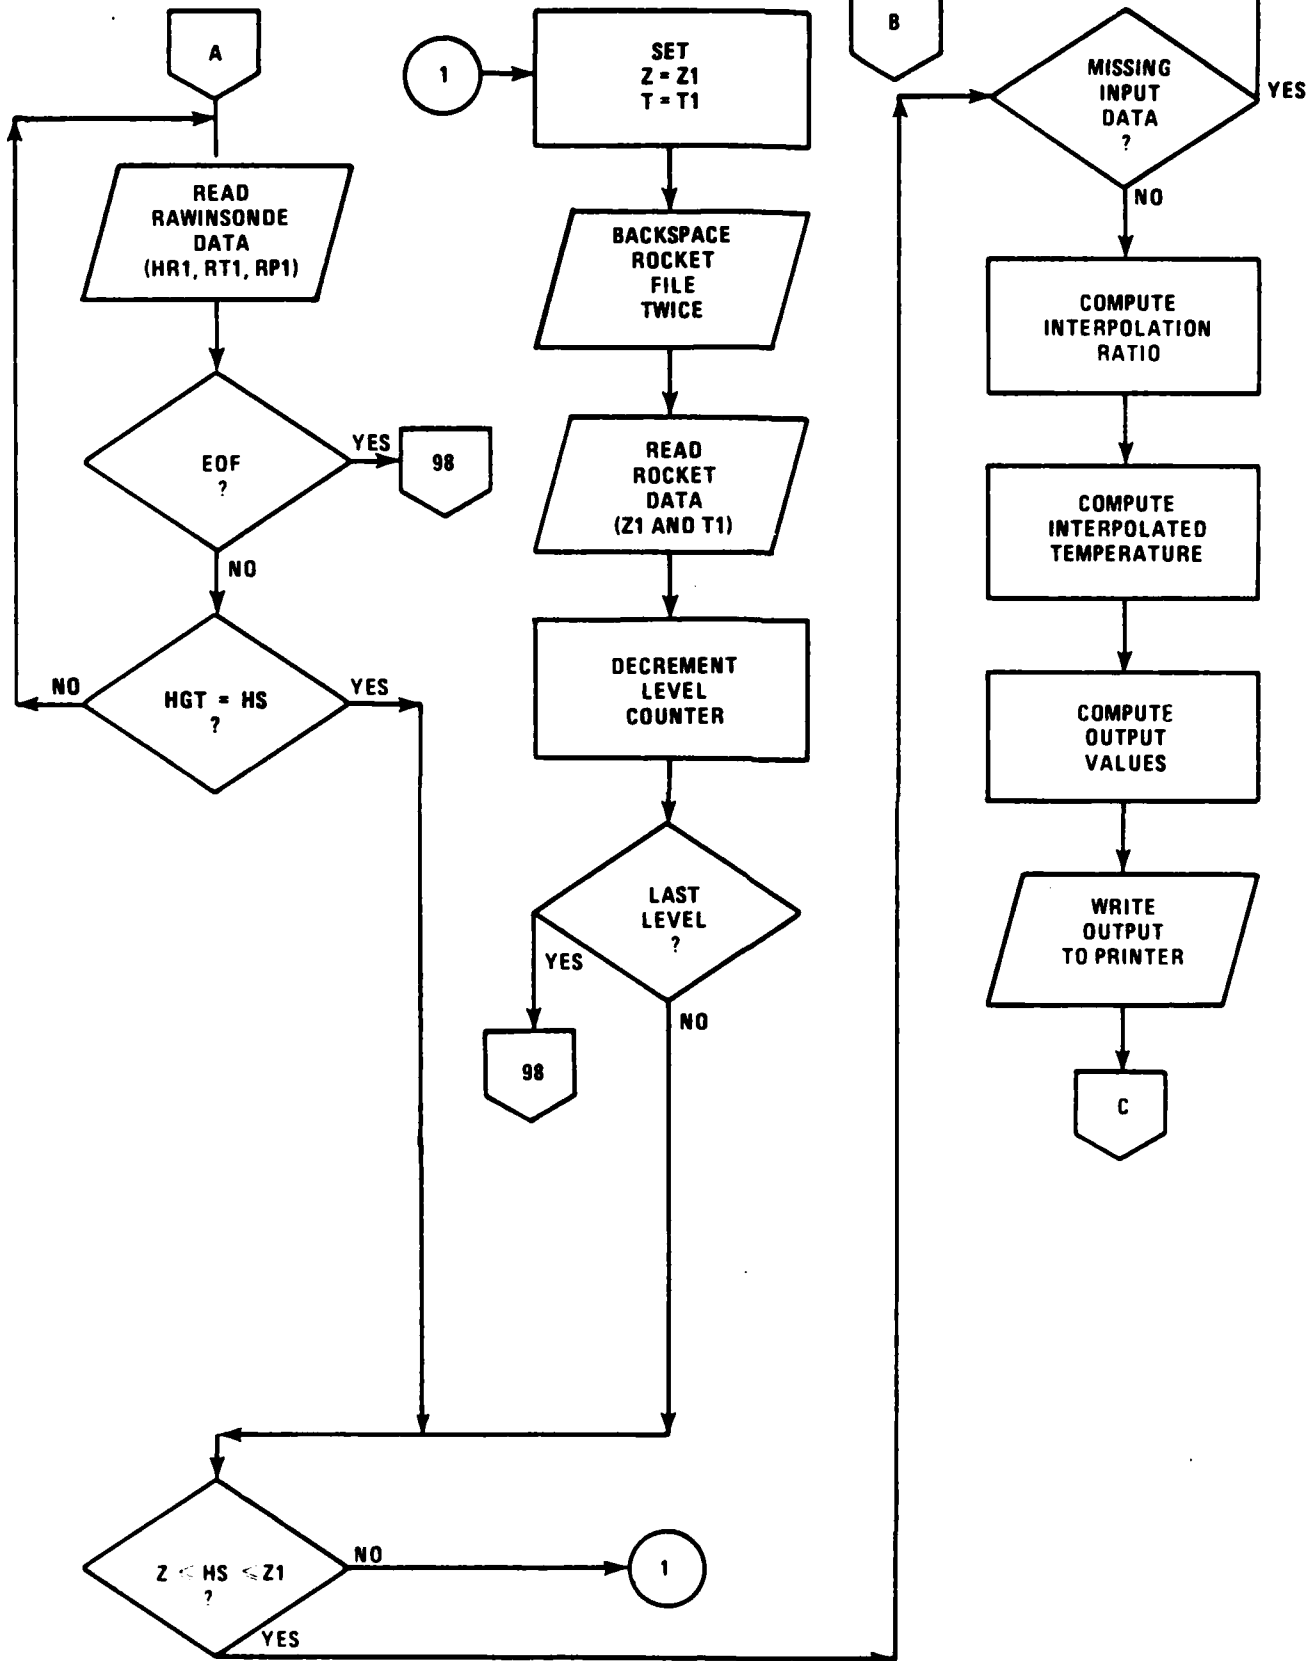 A
READ
RAWINSONDE
DATA
(HR1, RT1, RP1)
EOF
?
YES
98
NO
HGT = HS
?
NO
YES
1
SET
Z = Z1
T = T1
BACKSPACE
ROCKET
FILE
TWICE
READ
ROCKET
DATA
(Z1 AND T1)
DECREMENT
LEVEL
COUNTER
LAST
LEVEL
?
YES
98
NO
Z ≤ HS ≤ Z1
?
NO
1
YES
B
MISSING
INPUT
DATA
?
YES
NO
COMPUTE
INTERPOLATION
RATIO
COMPUTE
INTERPOLATED
TEMPERATURE
COMPUTE
OUTPUT
VALUES
WRITE
OUTPUT
TO PRINTER
C